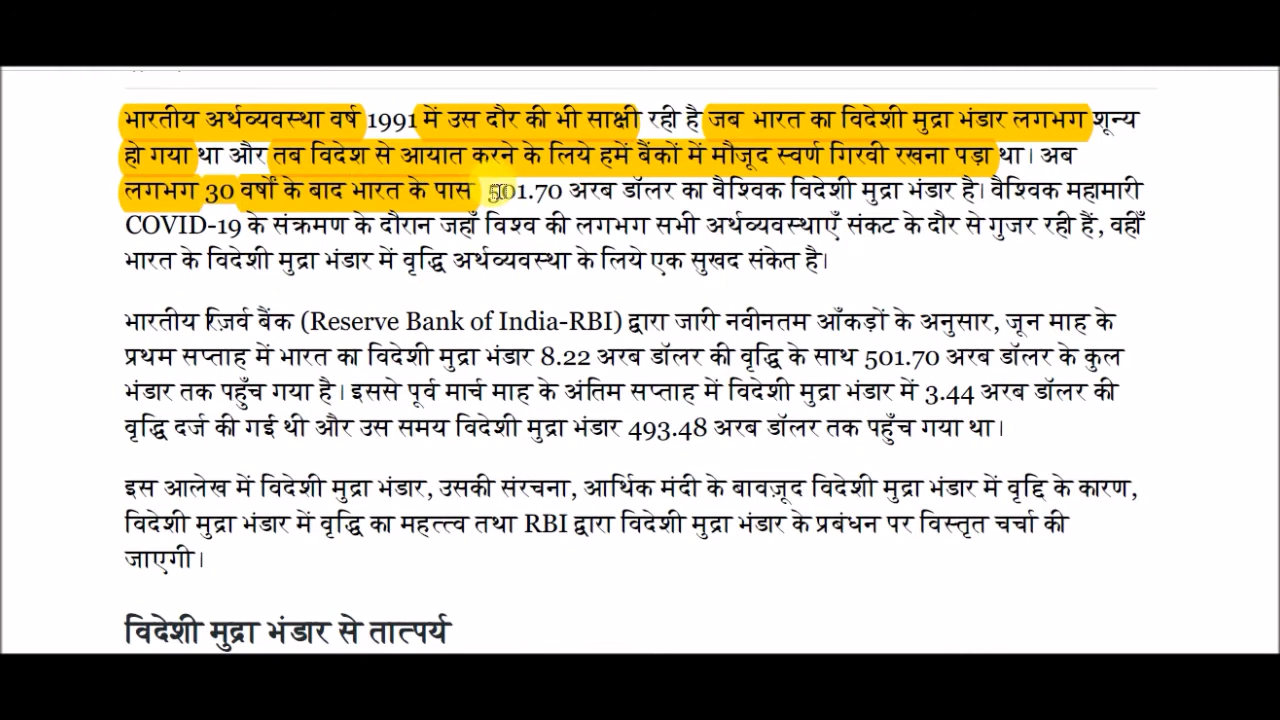 भारतीय अर्थव्यवस्था वर्ष 1991 में उस दौर की भी साक्षी रही है जब भारत का विदेशी मुद्रा भंडार लगभग शून्य
हो गया था और तब विदेश से आयात करने के लिये हमें बैंकों में मौजूद स्वर्ण गिरवी रखना पड़ा था। अब
लगभग 30 वर्षों के बाद भारत के पास 501.70 अरब डॉलर का वैश्विक विदेशी मुद्रा भंडार है। वैश्विक महामारी
COVID-19 के संक्रमण के दौरान जहाँ विश्व की लगभग सभी अर्थव्यवस्थाएँ संकट के दौर से गुजर रही हैं, वहीं
भारत के विदेशी मुद्रा भंडार में वृद्धि अर्थव्यवस्था के लिये एक सुखद संकेत है।
भारतीय रिज़र्व बैंक (Reserve Bank of India-RBI) द्वारा जारी नवीनतम आँकड़ों के अनुसार, जून माह के
प्रथम सप्ताह में भारत का विदेशी मुद्रा भंडार 8.22 अरब डॉलर की वृद्धि के साथ 501.70 अरब डॉलर के कुल
भंडार तक पहुँच गया है। इससे पूर्व मार्च माह के अंतिम सप्ताह में विदेशी मुद्रा भंडार में 3.44 अरब डॉलर की
वृद्धि दर्ज की गई थी और उस समय विदेशी मुद्रा भंडार 493.48 अरब डॉलर तक पहुँच गया था।
इस आलेख में विदेशी मुद्रा भंडार, उसकी संरचना, आर्थिक मंदी के बावज़ूद विदेशी मुद्रा भंडार में वृद्दि के कारण,
विदेशी मुद्रा भंडार में वृद्धि का महत्त्व तथा RBI द्वारा विदेशी मुद्रा भंडार के प्रबंधन पर विस्तृत चर्चा की
जाएगी।
विदेशी मुद्रा भंडार से तात्पर्य